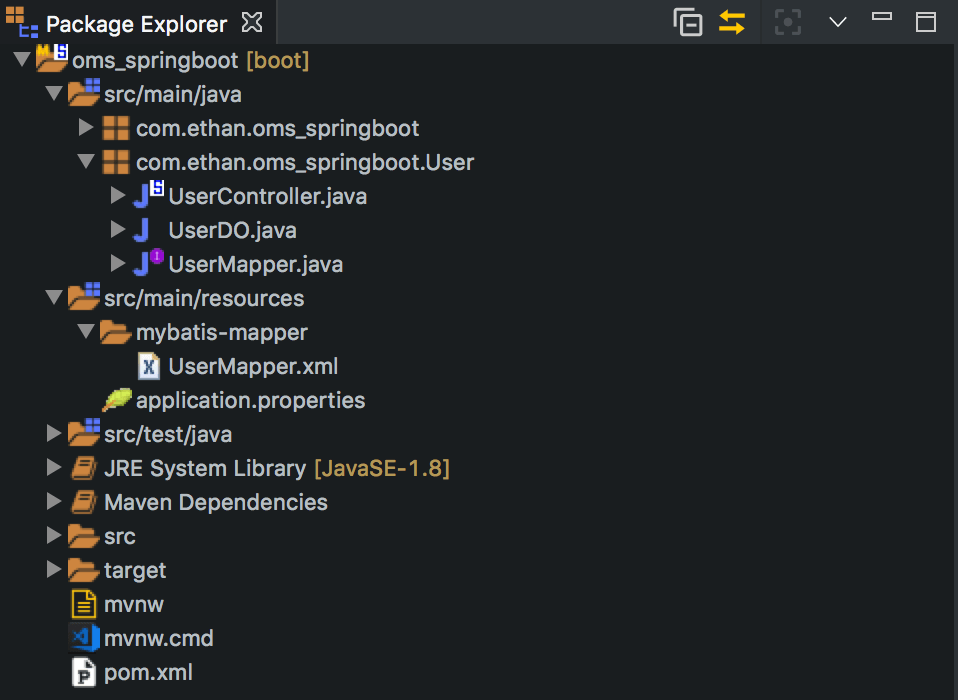 Package Explorer
oms_springboot [boot]
src/main/java
com.ethan.oms_springboot
com.ethan.oms_springboot.User
UserController.java
UserDO.java
UserMapper.java
src/main/resources
mybatis-mapper
UserMapper.xml
application.properties
src/test/java
JRE System Library [JavaSE-1.8]
Maven Dependencies
src
target
mvnw
mvnw.cmd
pom.xml